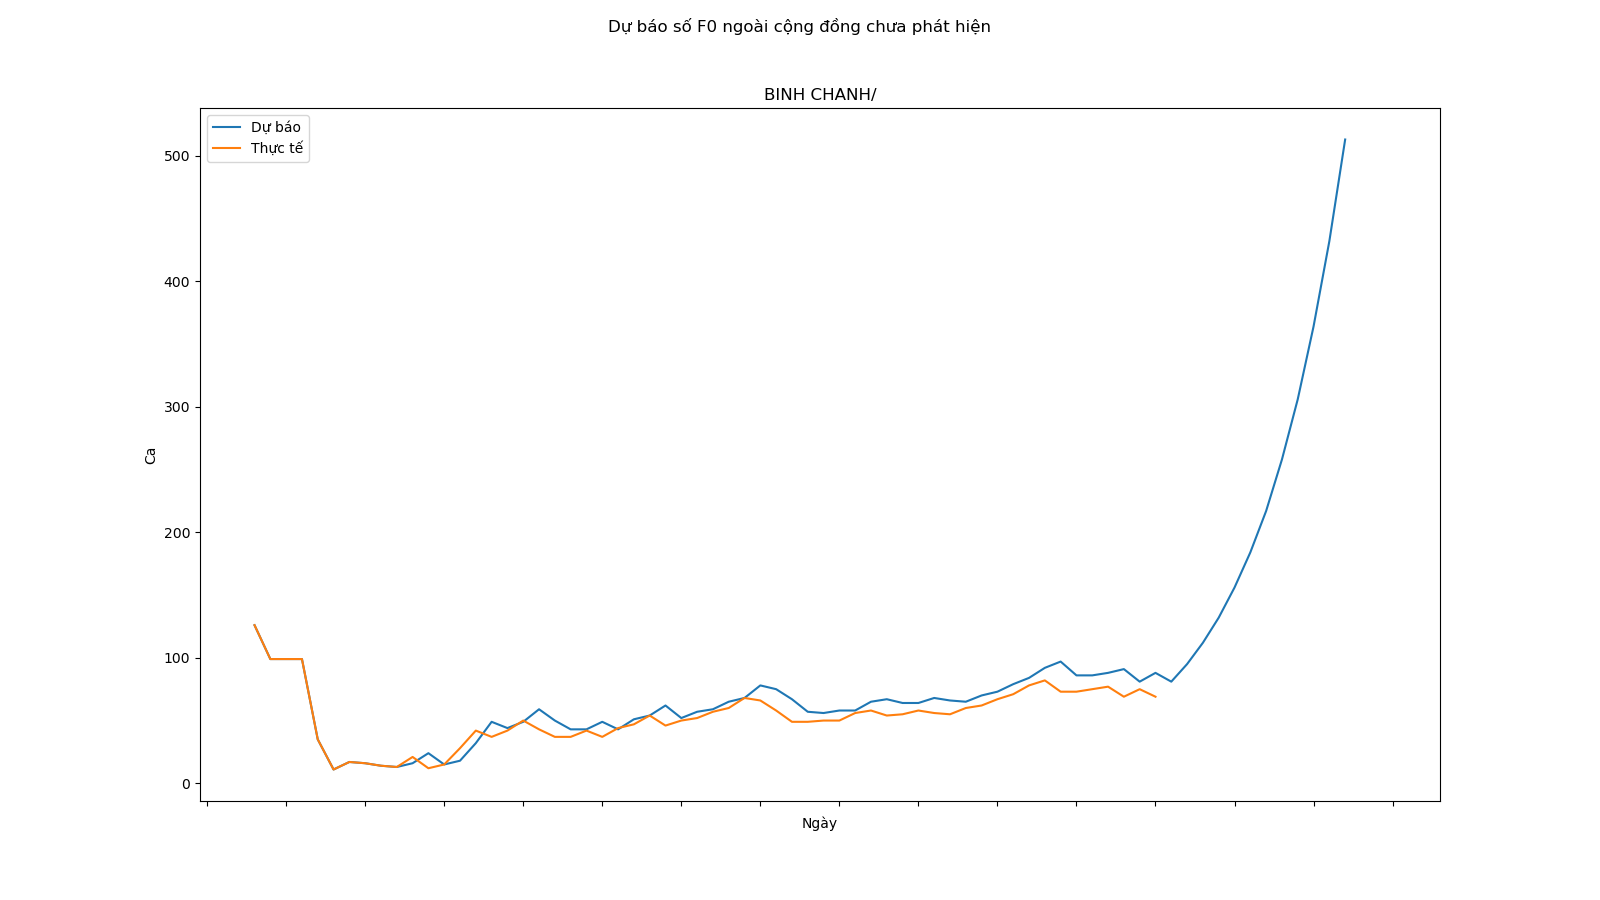 Dự báo số F0 ngoài cộng đồng chưa phát hiện
BINH CHANH/
Dự báo
Thực tế
500
400
300
200
100
0
Ca
Ngày